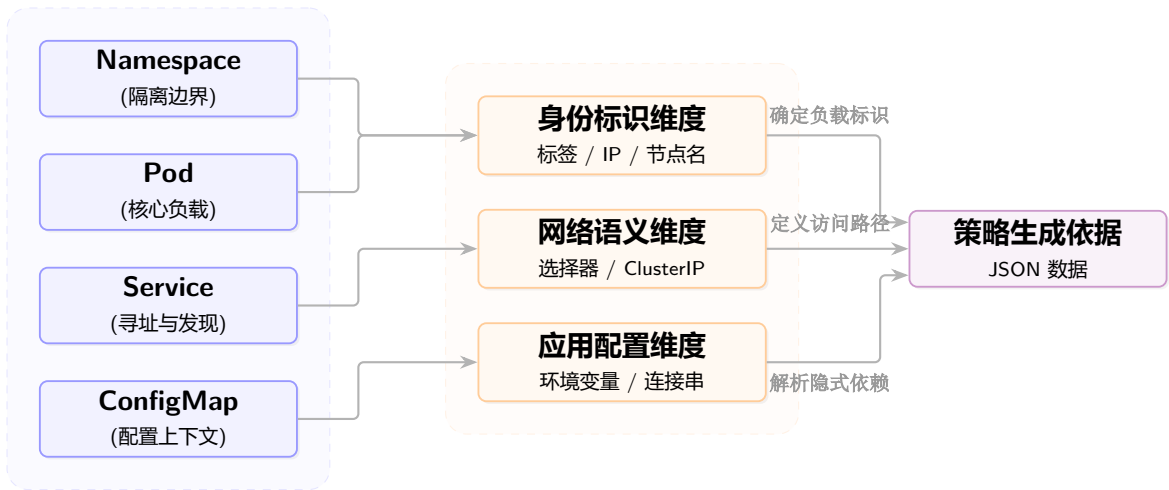 Namespace
(隔离边界)
Pod
(核心负载)
Service
(寻址与发现)
ConfigMap
(配置上下文)
身份标识维度
标签 / IP / 节点名
网络语义维度
选择器 / ClusterIP
应用配置维度
环境变量 / 连接串
确定负载标识
定义访问路径
解析隐式依赖
策略生成依据
JSON 数据